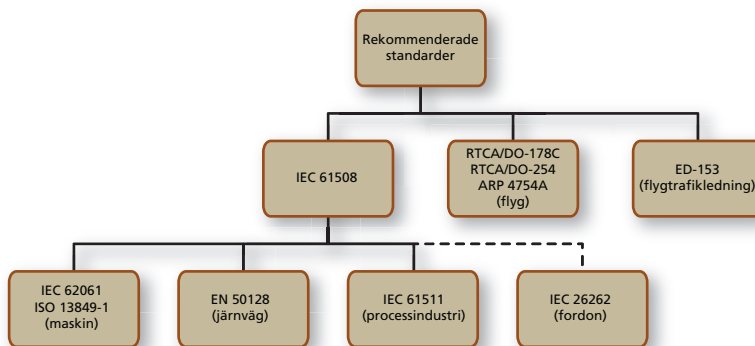 Rekommenderade
standarder
IEC 61508
RTCA/DO-178C
RTCA/DO-254
ARP 4754A
(flyg)
ED-153
(flygtrafikledning)
IEC 62061
ISO 13849-1
(maskin)
EN 50128
(järnväg)
IEC 61511
(processindustri)
IEC 26262
(fordon)